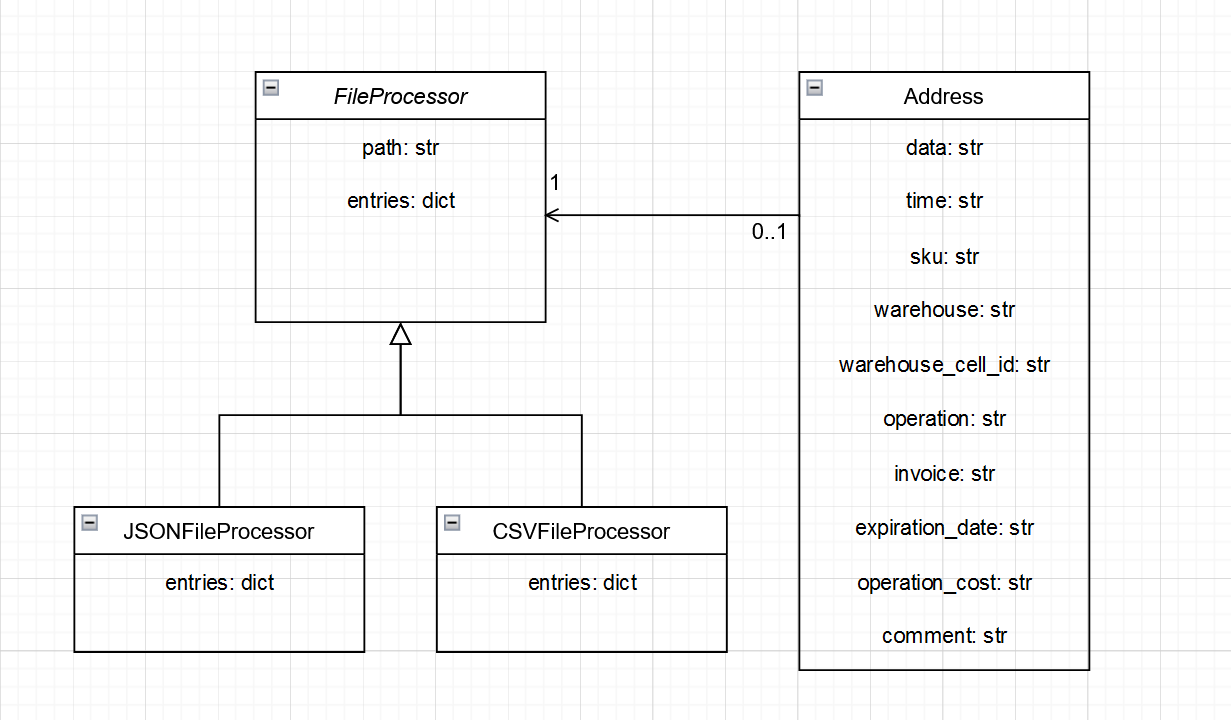 FileProcessor
path: str
entries: dict
1
0..1
Address
data: str
time: str
sku: str
warehouse: str
warehouse_cell_id: str
operation: str
invoice: str
expiration_date: str
operation_cost: str
comment: str
JSONFileProcessor
entries: dict
CSVFileProcessor
entries: dict